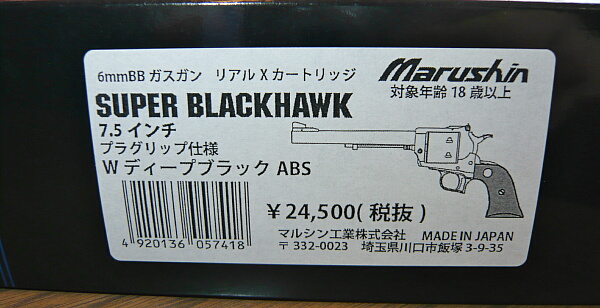 6mmBB ガスガン リアル X カートリッジ
Marushin
対象年齢 18 歳以上
SUPER BLACKHAWK
7.5 インチ
プラグリップ仕様
W ディープブラック ABS
￥24,500( 税抜 )
4 920136 057418
マルシン工業株式会社 MADE IN JAPAN
〒 332-0023 埼玉県川口市飯塚 3-9-35